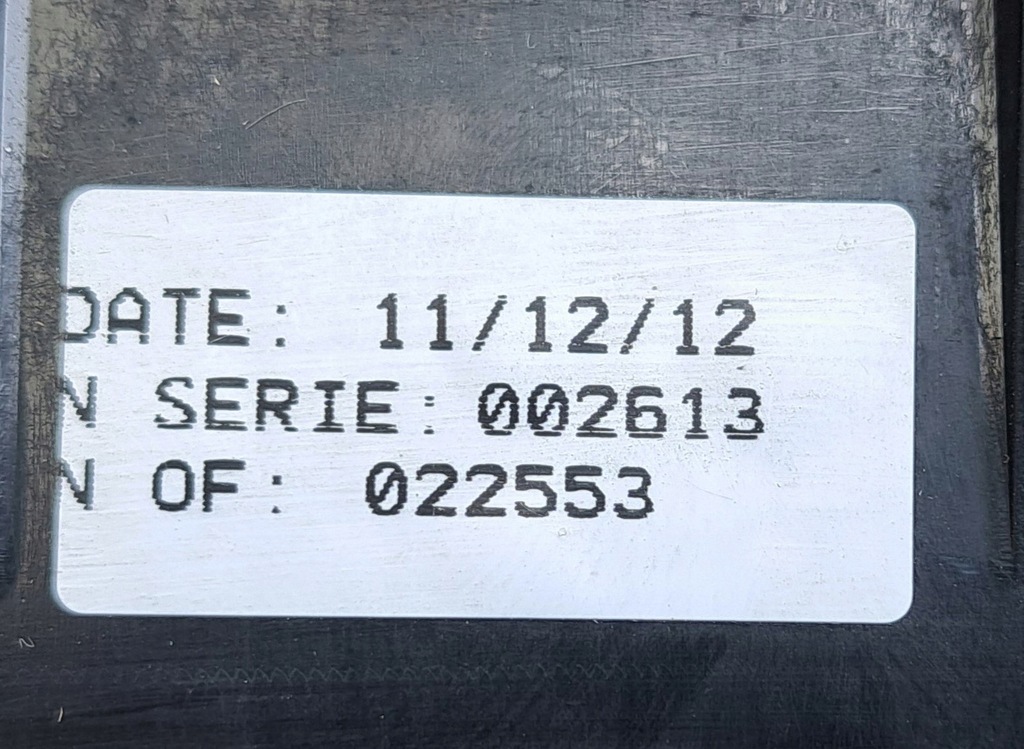 DATE: 11/12/12
N SERIE: 002613
N OF: 022553